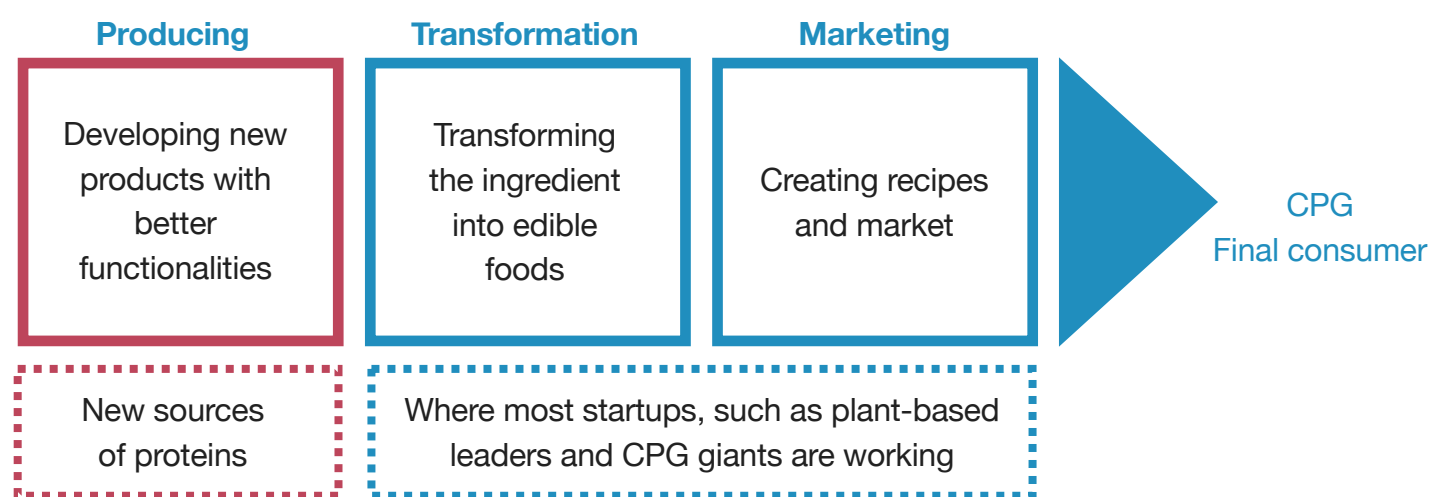 Producing
Transformation
Marketing
Developing new
products with
better
functionalities
Transforming
the ingredient
into edible
foods
Creating recipes
and market
CPG
Final consumer
New sources
of proteins
Where most startups, such as plant-based
leaders and CPG giants are working